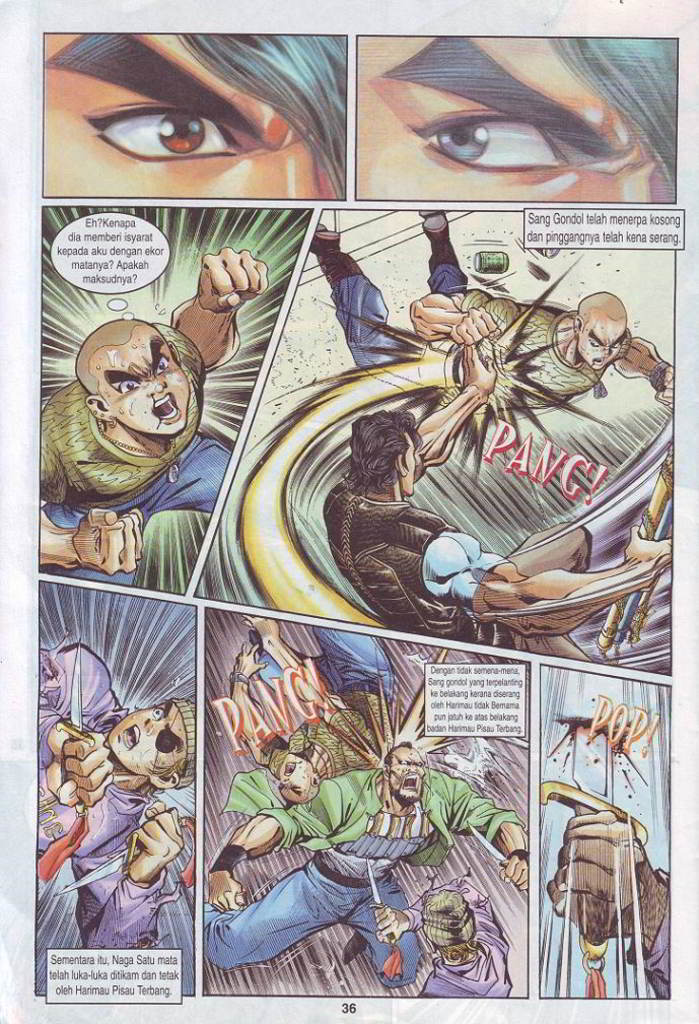 Eh?Kenapa
dia memberi isyarat
kepada aku dengan ekor
matanya? Apakah
maksudnya?
Sang Gondol telah menerpa kosong
dan pinggangnya telah kena serang.
PANG!
Sementara itu, Naga Satu mata
telah luka-luka ditikam dan tetak
oleh Harimau Pisau Terbang.
PANG!
Dengan tidak semena-mena,
Sang gondol yang terpelanting
ke belakang kerana diserang
oleh Harimau tidak Bernama
pun jatuh ke atas belakang
badan Harimau Pisau Terbang.
POP!
36